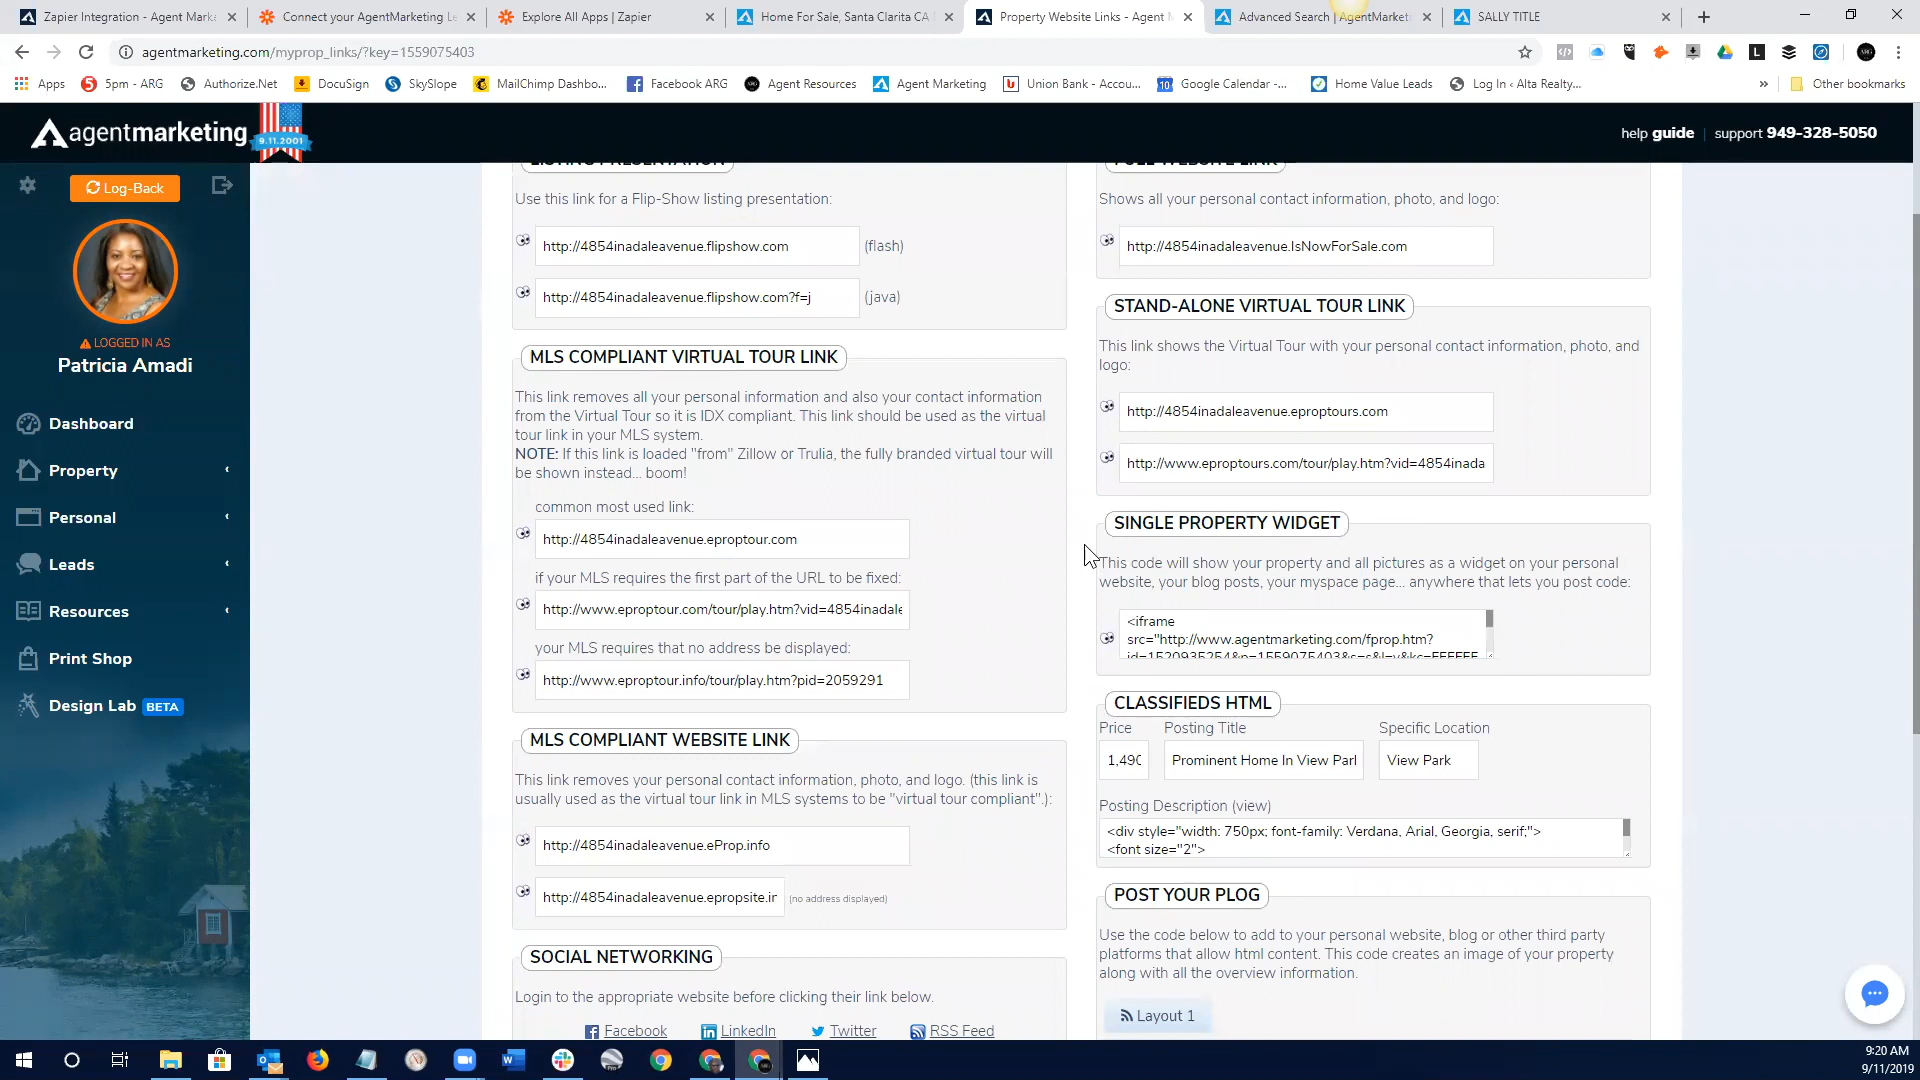 Zapier Integration - Agent Mark
Connect your AgentMarketing Le
Explore All Apps | Zapier
Home For Sale, Santa Clarita CA
Property Website Links - Agent M
Advanced Search | AgentMarket
SALLY TITLE
agentmarketing.com/myprop_links/?key=1559075403
Apps
5pm - ARG
Authorize.Net
DocuSign
SkySlope
MailChimp Dashbo...
Facebook ARG
Agent Resources
Agent Marketing
Union Bank - Accou...
Google Calendar -...
Home Value Leads
Log In ‹ Alta Realty...
»
Other bookmarks
agentmarketing
9.11.2001
help guide | support 949-328-5050
Log-Back
LOGGED IN AS
Patricia Amadi
Dashboard
Property
Personal
Leads
Resources
Print Shop
Design Lab BETA
LISTING PRESENTATION
Use this link for a Flip-Show listing presentation:
http://4854inadaleavenue.flipshow.com (flash)
http://4854inadaleavenue.flipshow.com?f=j (java)
MLS COMPLIANT VIRTUAL TOUR LINK
This link removes all your personal information and also your contact information
from the Virtual Tour so it is IDX compliant. This link should be used as the virtual
tour link in your MLS system.
NOTE: If this link is loaded "from" Zillow or Trulia, the fully branded virtual tour will
be shown instead... boom!
common most used link:
http://4854inadaleavenue.eproptour.com
if your MLS requires the first part of the URL to be fixed:
http://www.eproptour.com/tour/play.htm?vid=4854inadale
your MLS requires that no address be displayed:
http://www.eproptour.info/tour/play.htm?pid=2059291
MLS COMPLIANT WEBSITE LINK
This link removes your personal contact information, photo, and logo. (this link is
usually used as the virtual tour link in MLS systems to be "virtual tour compliant".):
http://4854inadaleavenue.eProp.info
http://4854inadaleavenue.epropsite.ir (no address displayed)
SOCIAL NETWORKING
Login to the appropriate website before clicking their link below.
Facebook LinkedIn Twitter RSS Feed
FULL WEBSITE LINK
Shows all your personal contact information, photo, and logo:
http://4854inadaleavenue.IsNowForSale.com
STAND-ALONE VIRTUAL TOUR LINK
This link shows the Virtual Tour with your personal contact information, photo, and
logo:
http://4854inadaleavenue.eproptours.com
http://www.eproptours.com/tour/play.htm?vid=4854inada
SINGLE PROPERTY WIDGET
This code will show your property and all pictures as a widget on your personal
website, your blog posts, your myspace page... anywhere that lets you post code:
<iframe
src="http://www.agentmarketing.com/fprop.htm?
id=1520935254&p=1559075403&s=s&l=y&kc=FFFFFF
CLASSIFIEDS HTML
Price Posting Title Specific Location
1,490 Prominent Home In View Parl View Park
Posting Description (view)
<div style="width: 750px; font-family: Verdana, Arial, Georgia, serif;">
<font size="2">
POST YOUR PLOG
Use the code below to add to your personal website, blog or other third party
platforms that allow html content. This code creates an image of your property
along with all the overview information.
Layout 1
9:20 AM
9/11/2019